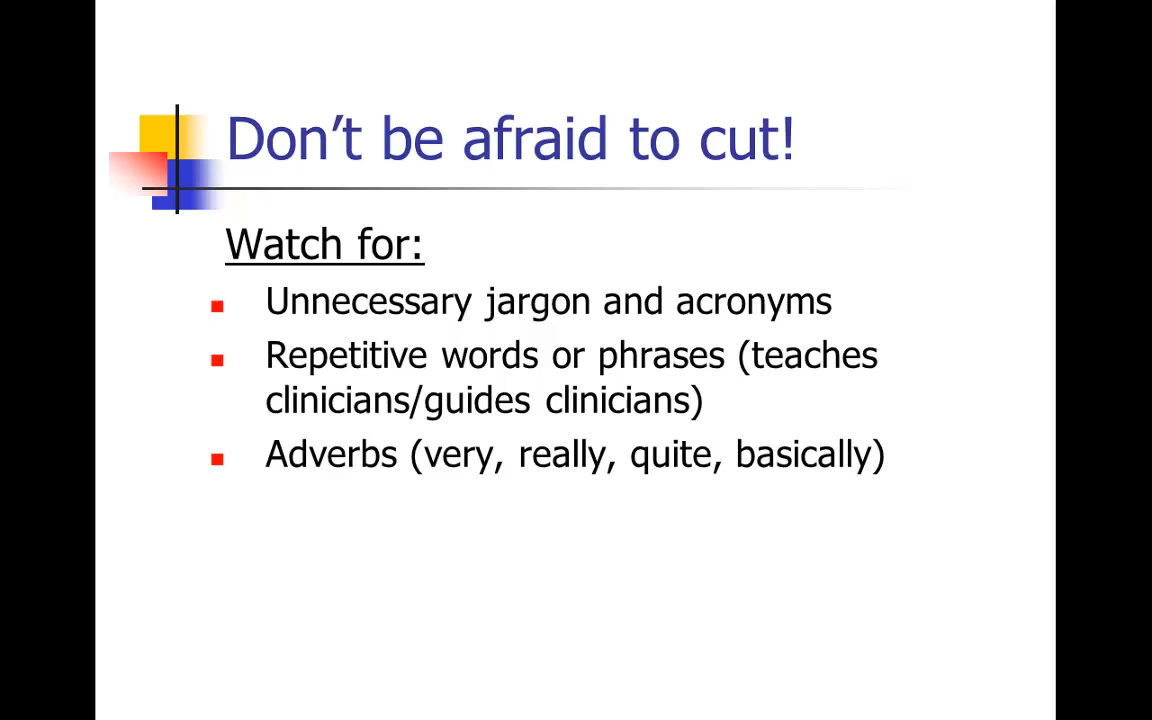 Don’t be afraid to cut!
Watch for:
Unnecessary jargon and acronyms
Repetitive words or phrases (teaches
clinicians/guides clinicians)
Adverbs (very, really, quite, basically)